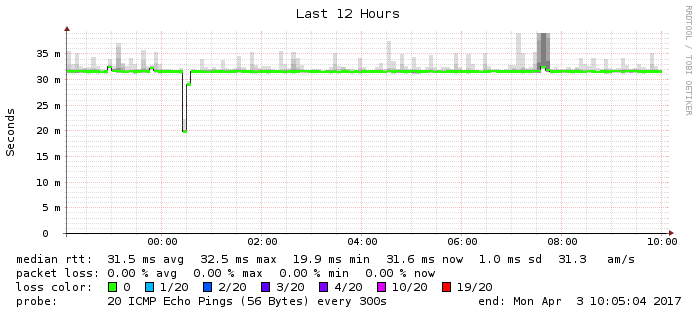 Last 12 Hours
RRDTOOL / TOBI OETIKER
Seconds
35 m
30 m
25 m
20 m
15 m
10 m
5 m
0
00:00 02:00 04:00 06:00 08:00 10:00
median rtt: 31.5 ms avg 32.5 ms max 19.9 ms min 31.6 ms now 1.0 ms sd 31.3 am/s
packet loss: 0.00 % avg 0.00 % max 0.00 % min 0.00 % now
loss color: 0 1/20 2/20 3/20 4/20 10/20 19/20
probe: 20 ICMP Echo Pings (56 Bytes) every 300s end: Mon Apr 3 10:05:04 2017